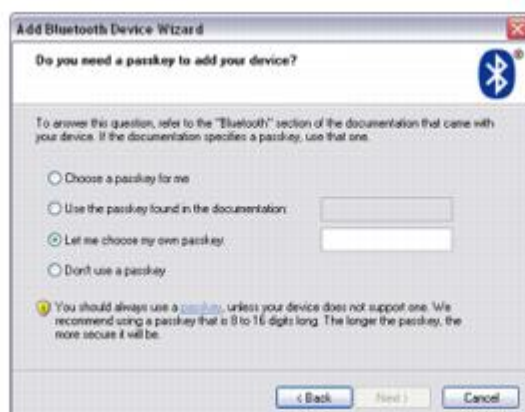 Add Bluetooth Device Wizard
Do you need a passkey to add your device?
To answer this question, refer to the "Bluetooth" section of the documentation that came with
your device. If the documentation specifies a passkey, use that one.
Choose a passkey for me
Use the passkey found in the documentation:
Let me choose my own passkey:
Don't use a passkey
You should always use a passkey, unless your device does not support one. We
recommend using a passkey that is 8 to 16 digits long. The longer the passkey, the
more secure it will be.
< Back Next > Cancel